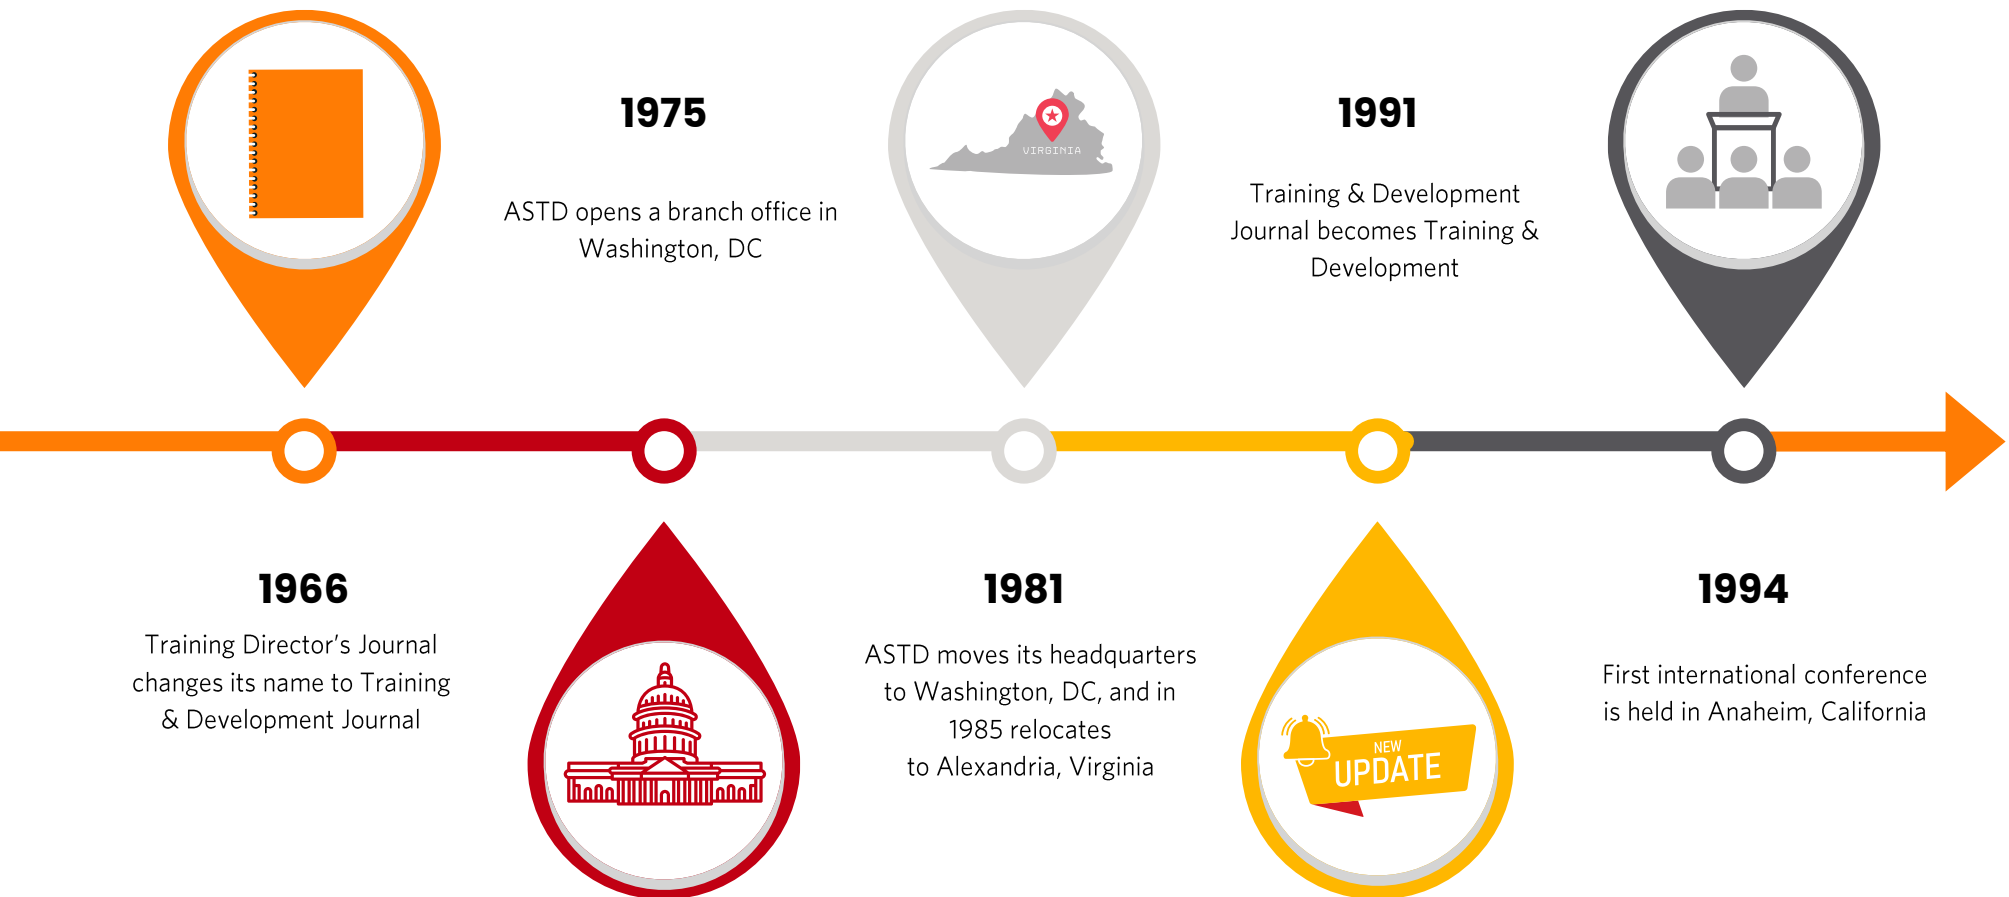 1966
Training Director’s Journal
changes its name to Training
& Development Journal
1975
ASTD opens a branch office in
Washington, DC
VIRGINIA
1981
ASTD moves its headquarters
to Washington, DC, and in
1985 relocates
to Alexandria, Virginia
1991
Training & Development
Journal becomes Training &
Development
NEW
UPDATE
1994
First international conference
is held in Anaheim, California